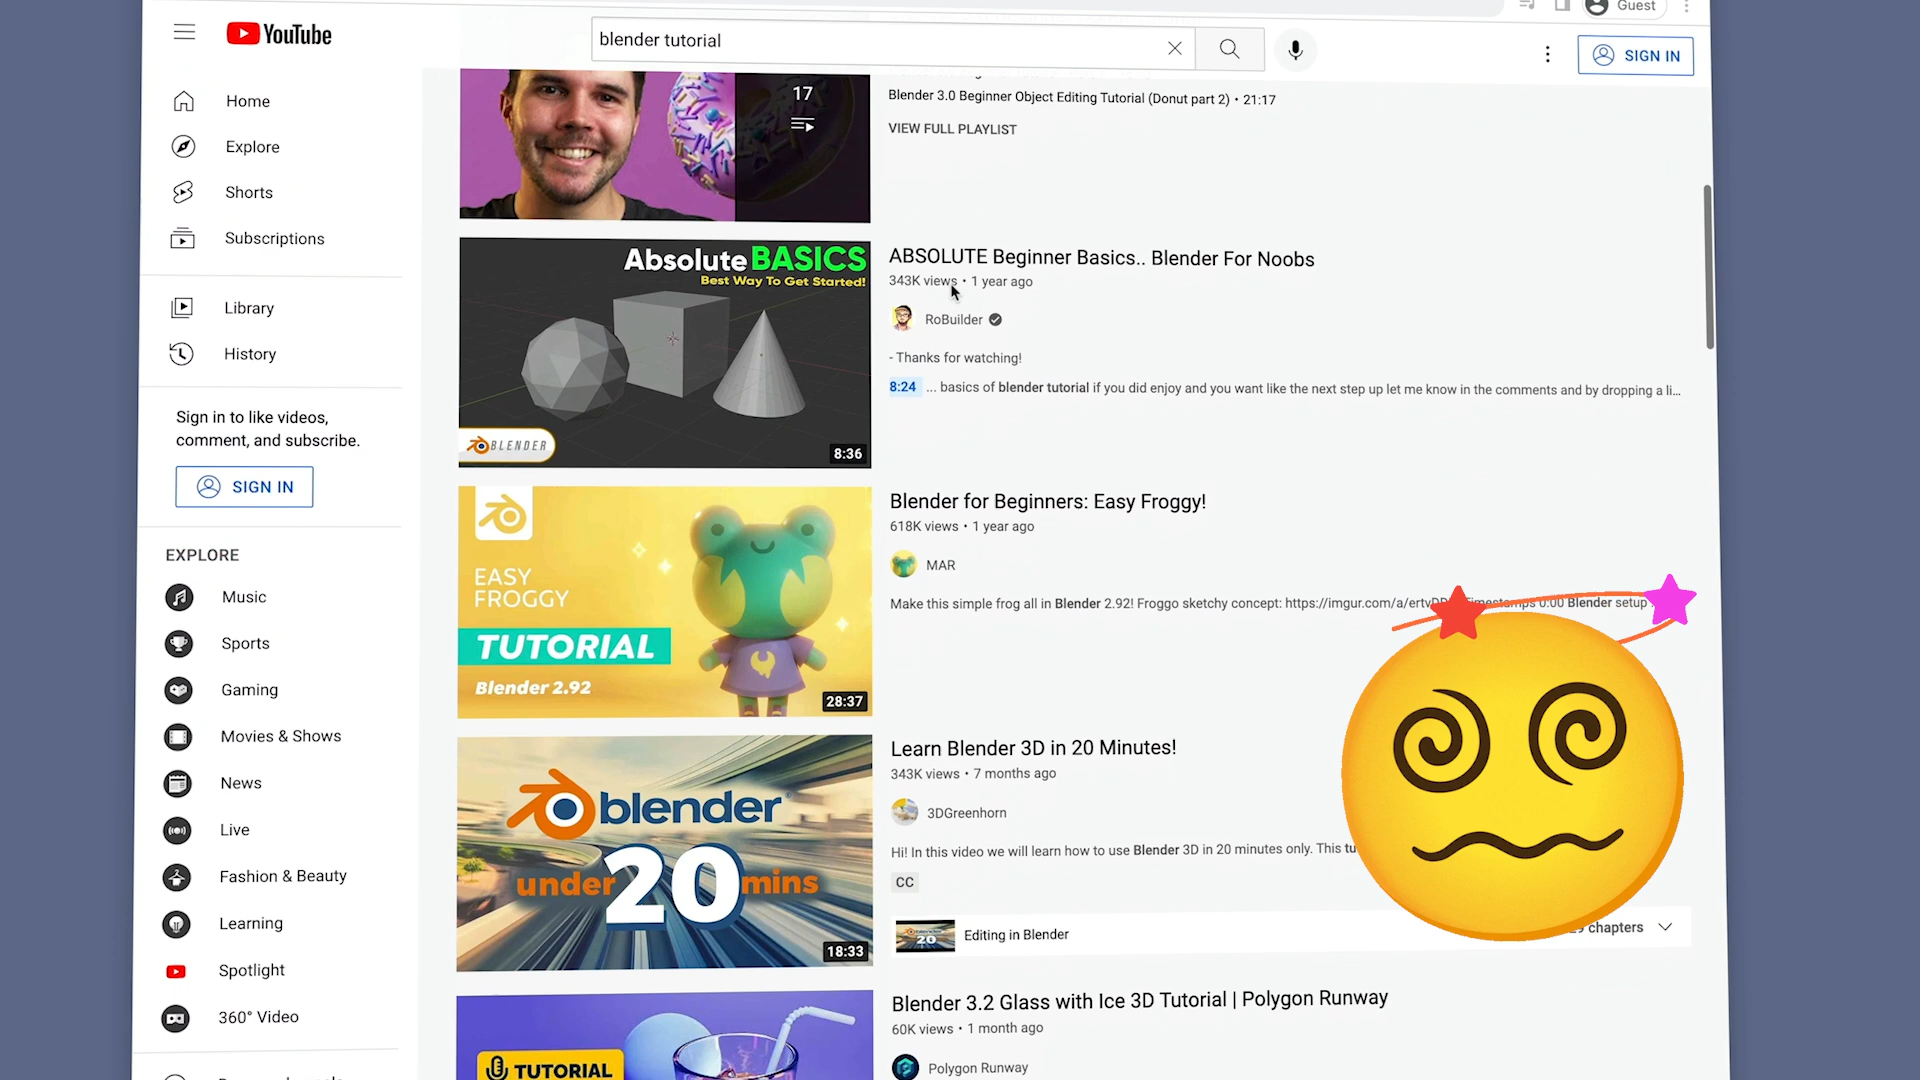 Guest
YouTube
blender tutorial
SIGN IN
Home
Explore
Shorts
Subscriptions
Library
History
Sign in to like videos,
comment, and subscribe.
SIGN IN
EXPLORE
Music
Sports
Gaming
Movies & Shows
News
Live
Fashion & Beauty
Learning
Spotlight
360° Video
17
Blender 3.0 Beginner Object Editing Tutorial (Donut part 2) • 21:17
VIEW FULL PLAYLIST
Absolute BASICS
Best Way To Get Started!
BLENDER
8:36
ABSOLUTE Beginner Basics.. Blender For Noobs
343K views • 1 year ago
RoBuilder
- Thanks for watching!
8:24 ... basics of blender tutorial if you did enjoy and you want like the next step up let me know in the comments and by dropping a li...
EASY
FROGGY
TUTORIAL
Blender 2.92
28:37
Blender for Beginners: Easy Froggy!
618K views • 1 year ago
MAR
Make this simple frog all in Blender 2.92! Froggo sketchy concept: https://imgur.com/a/ertv Timestamps 0:00 Blender setup
blender
under 20 mins
18:33
Learn Blender 3D in 20 Minutes!
343K views • 7 months ago
3DGreenhorn
Hi! In this video we will learn how to use Blender 3D in 20 minutes only. This
CC
20
Editing in Blender
chapters
TUTORIAL
Blender 3.2 Glass with Ice 3D Tutorial | Polygon Runway
60K views • 1 month ago
Polygon Runway